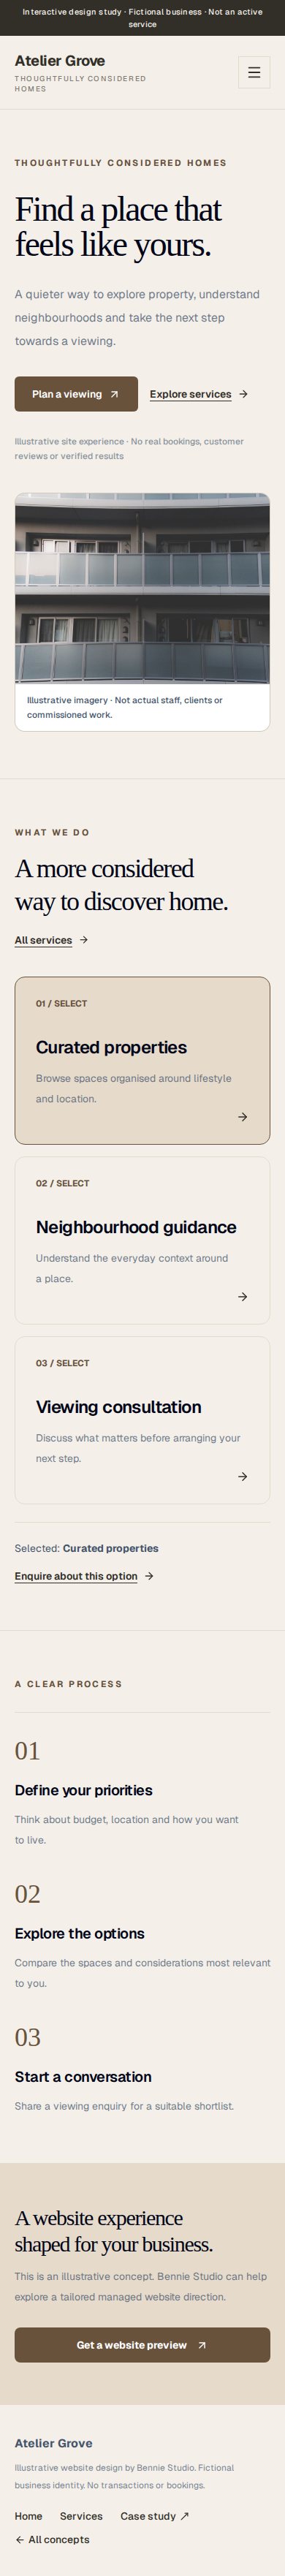 Interactive design study · Fictional business · Not an active
service
Atelier Grove
THOUGHTFULLY CONSIDERED
HOMES
THOUGHTFULLY CONSIDERED HOMES
Find a place that
feels like yours.
A quieter way to explore property, understand
neighbourhoods and take the next step
towards a viewing.
Plan a viewing ↗ Explore services →
Illustrative site experience · No real bookings, customer
reviews or verified results
Illustrative imagery · Not actual staff, clients or
commissioned work.
WHAT WE DO
A more considered
way to discover home.
All services →
01 / SELECT
Curated properties
Browse spaces organised around lifestyle
and location.
→
02 / SELECT
Neighbourhood guidance
Understand the everyday context around
a place.
→
03 / SELECT
Viewing consultation
Discuss what matters before arranging your
next step.
→
Selected: Curated properties
Enquire about this option →
A CLEAR PROCESS
01
Define your priorities
Think about budget, location and how you want
to live.
02
Explore the options
Compare the spaces and considerations most relevant
to you.
03
Start a conversation
Share a viewing enquiry for a suitable shortlist.
A website experience
shaped for your business.
This is an illustrative concept. Bennie Studio can help
explore a tailored managed website direction.
Get a website preview ↗
Atelier Grove
Illustrative website design by Bennie Studio. Fictional
business identity. No transactions or bookings.
Home Services Case study ↗
← All concepts